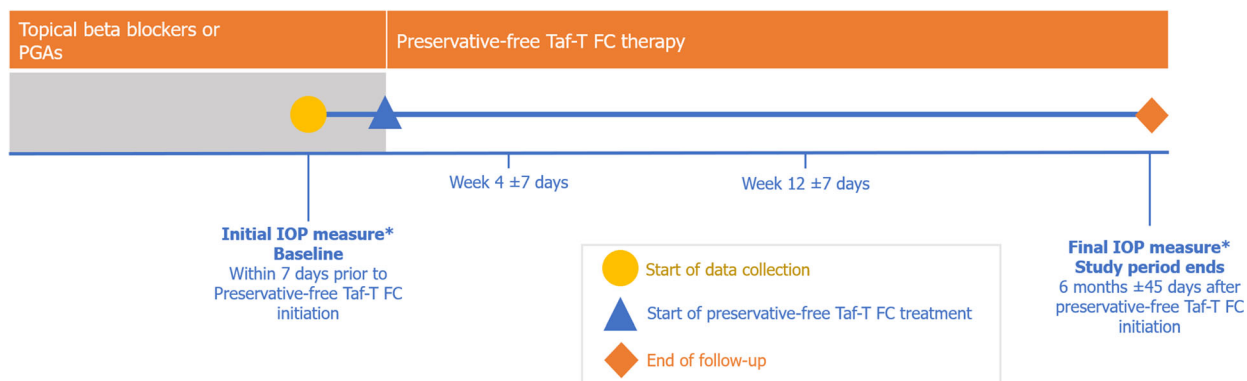 Topical beta blockers or
PGAs
Preservative-free Taf-T FC therapy
Week 4 ±7 days
Week 12 ±7 days
Initial IOP measure*
Baseline
Within 7 days prior to
Preservative-free Taf-T FC
initiation
Final IOP measure*
Study period ends
6 months ±45 days after
preservative-free Taf-T FC
initiation
Start of data collection
Start of preservative-free Taf-T FC treatment
End of follow-up